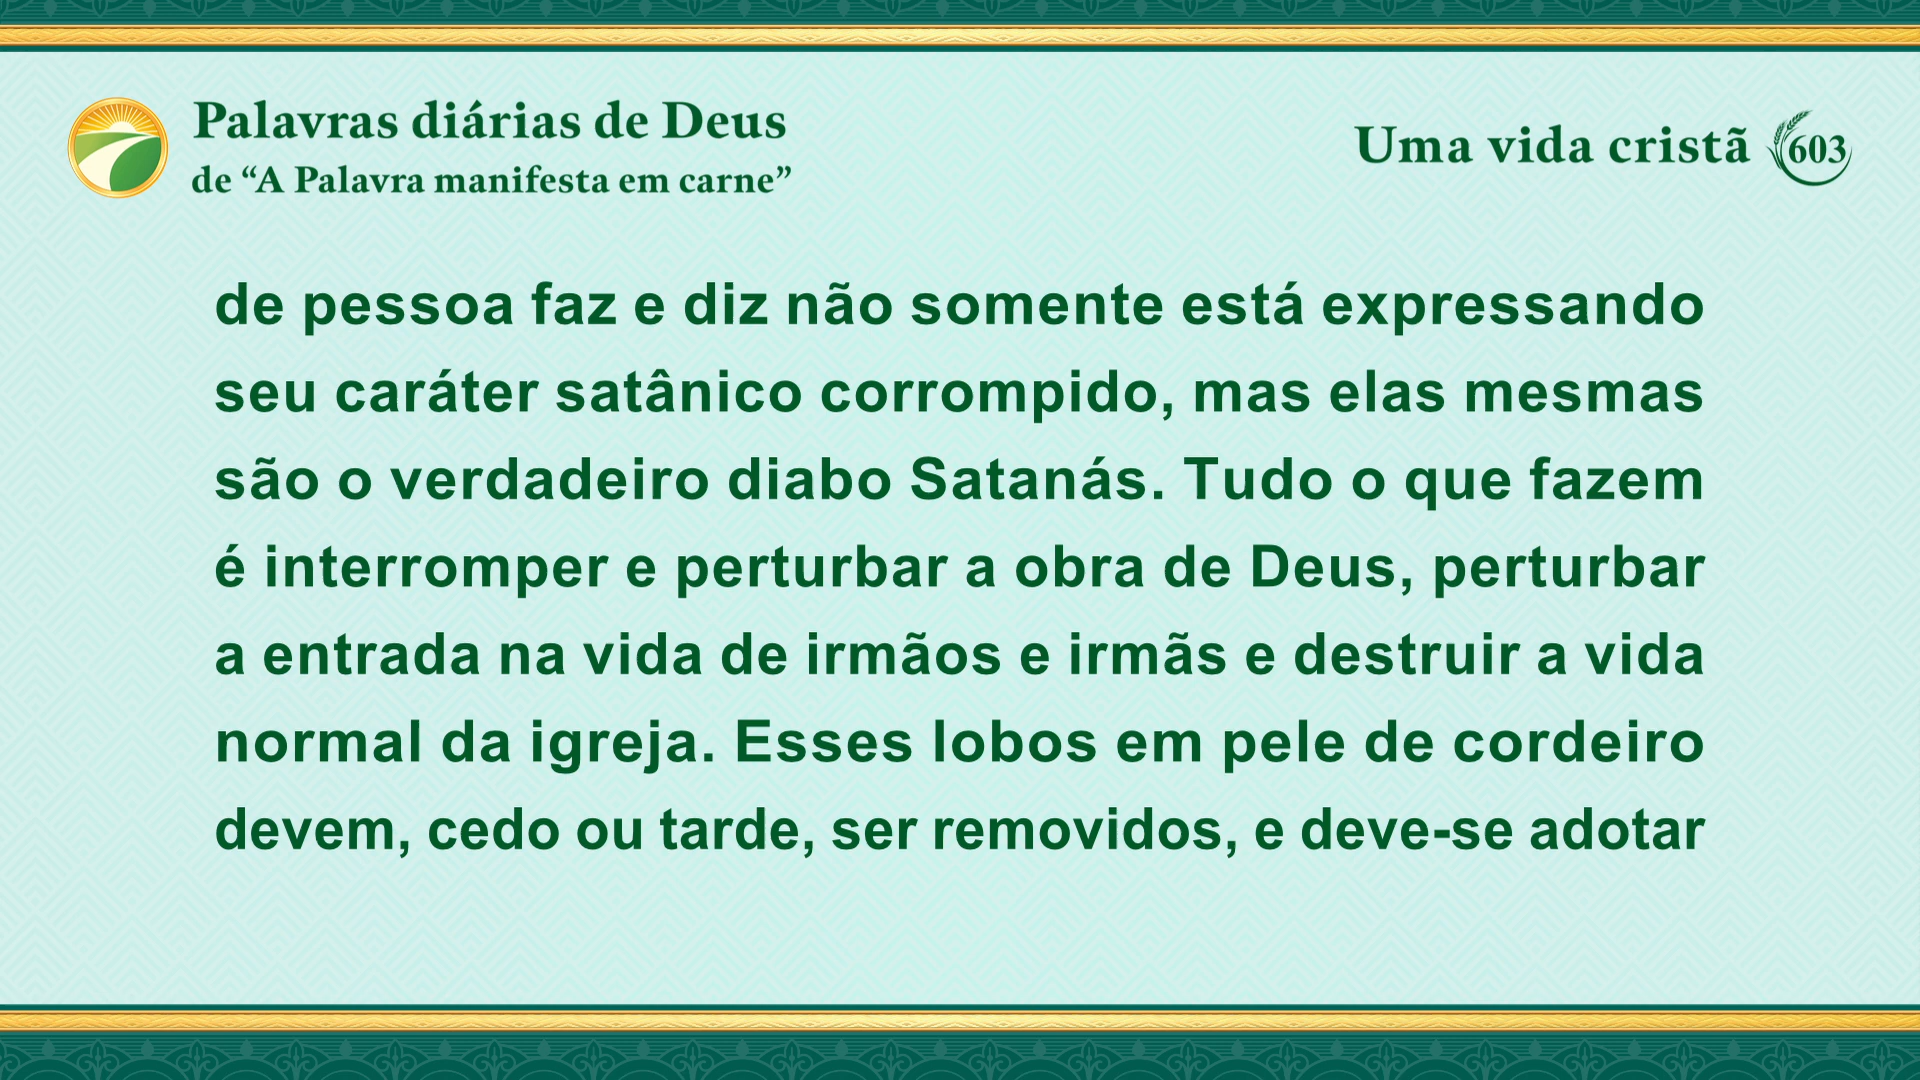 Palavras diárias de Deus
de “A Palavra manifesta em carne”
Uma vida cristã 603
de pessoa faz e diz não somente está expressando
seu caráter satânico corrompido, mas elas mesmas
são o verdadeiro diabo Satanás. Tudo o que fazem
é interromper e perturbar a obra de Deus, perturbar
a entrada na vida de irmãos e irmãs e destruir a vida
normal da igreja. Esses lobos em pele de cordeiro
devem, cedo ou tarde, ser removidos, e deve-se adotar